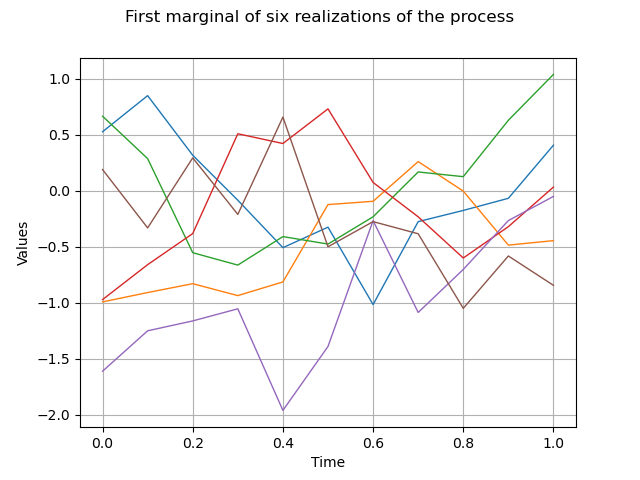 First marginal of six realizations of the process
1.0
0.5
0.0
−0.5
−1.0
−1.5
−2.0
Values
0.0 0.2 0.4 0.6 0.8 1.0
Time